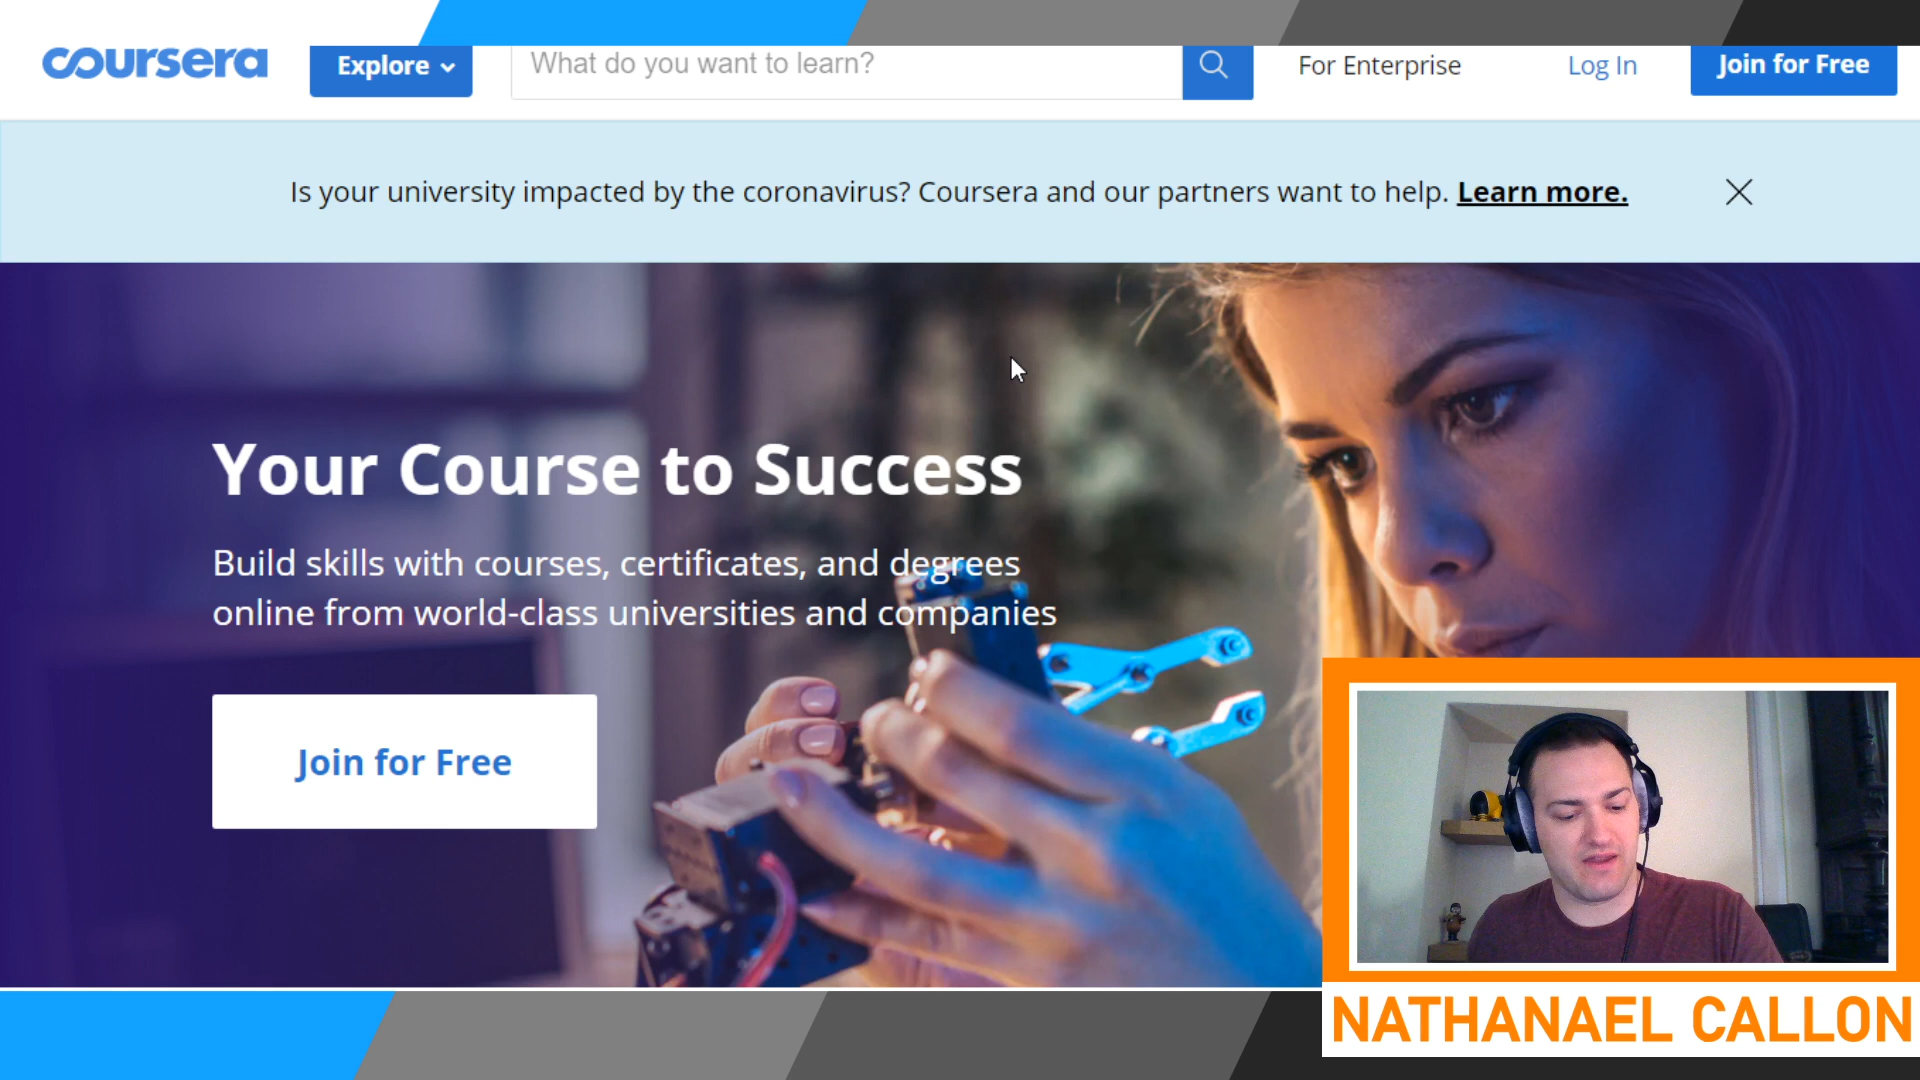 coursera
Explore
What do you want to learn?
For Enterprise
Log In
Join for Free
Is your university impacted by the coronavirus? Coursera and our partners want to help. Learn more.
Your Course to Success
Build skills with courses, certificates, and degrees
online from world-class universities and companies
Join for Free
NATHANAEL CALLON